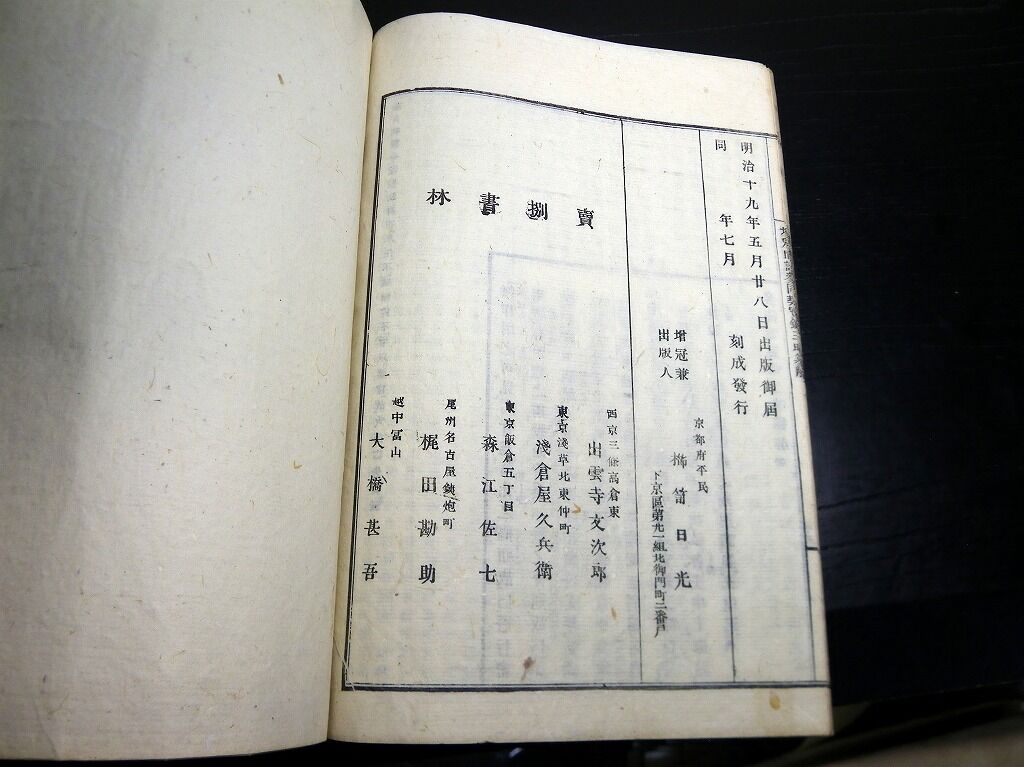 明治十九年五月廿八日出版御届
同　年七月　刻成發行
京都府平民
増冠兼
出版人
櫛笥日光
下京區第九一組北御門町二番戸
賣捌書林
西京三條高倉東
出雲寺文次郎
東京淺草北東仲町
淺倉屋久兵衛
東京飯倉五丁目
森江佐七
尾州名古屋鉄炮町
梶田勘助
越中冨山
大橋甚吾